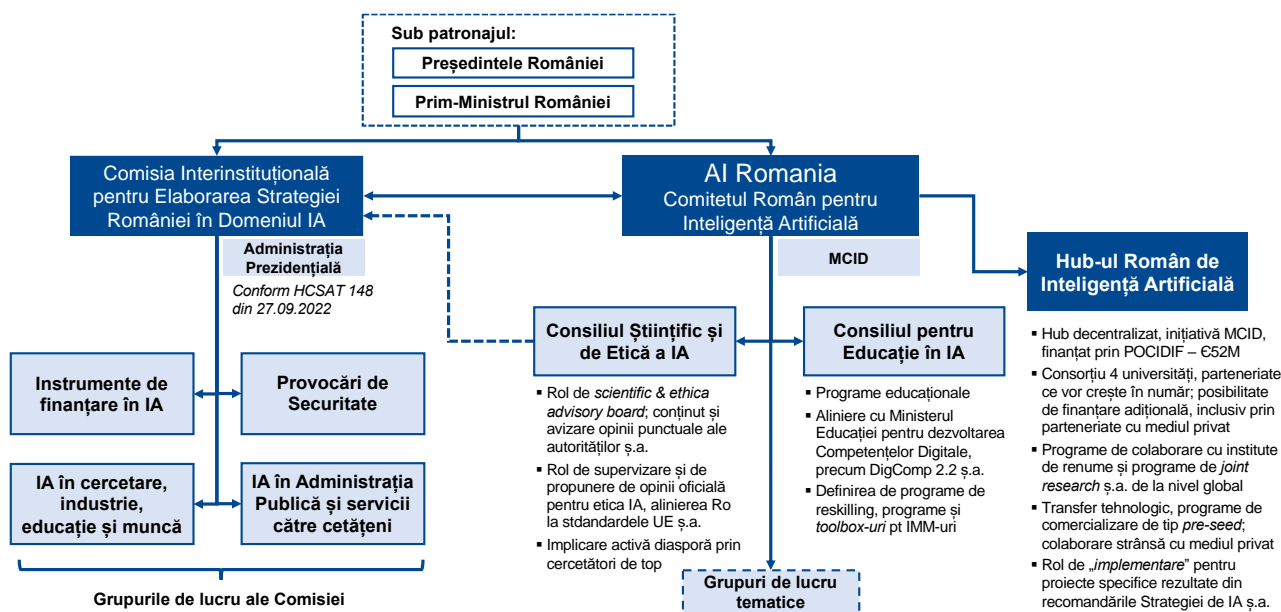 Sub patronajul:
Președintele României
Prim-Ministrul României
Comisia Interinstituțională
pentru Elaborarea Strategiei
României în Domeniul IA
AI Romania
Comitetul Român pentru
Inteligență Artificială
Administrația
Prezidențială
Conform HCSAT 148
din 27.09.2022
MCID
Hub-ul Român de
Inteligență Artificială
Instrumente de
finanțare în IA
Provocări de
Securitate
IA în cercetare,
industrie,
educație și muncă
IA în Administrația
Publică și servicii
către cetățeni
Grupurile de lucru ale Comisiei
Consiliul Științific și
de Etică a IA
▪ Rol de scientific & ethica
advisory board; conținut și
avizare opinii punctuale ale
autorităților ș.a.
▪ Rol de supervizare și de
propunere de opinii oficială
pentru etica IA, alinierea Ro
la stdandardele UE ș.a.
▪ Implicare activă diasporă prin
cercetători de top
Consiliul pentru
Educație în IA
▪ Programe educaționale
▪ Aliniere cu Ministerul
Educației pentru dezvoltarea
Competențelor Digitale,
precum DigComp 2.2 ș.a.
▪ Definirea de programe de
reskilling, programe și
toolbox-uri pt IMM-uri
Grupuri de lucru
tematice
▪ Hub decentralizat, inițiativă MCID,
finanțat prin POCIDIF – €52M
▪ Consorțiu 4 universități, parteneriate
ce vor crește în număr; posibilitate
de finanțare adițională, inclusiv prin
parteneriate cu mediul privat
▪ Programe de colaborare cu institute
de renume și programe de joint
research ș.a. de la nivel global
▪ Transfer tehnologic, programe de
comercializare de tip pre-seed;
colaborare strânsă cu mediul privat
▪ Rol de „implementare” pentru
proiecte specifice rezultate din
recomandările Strategiei de IA ș.a.